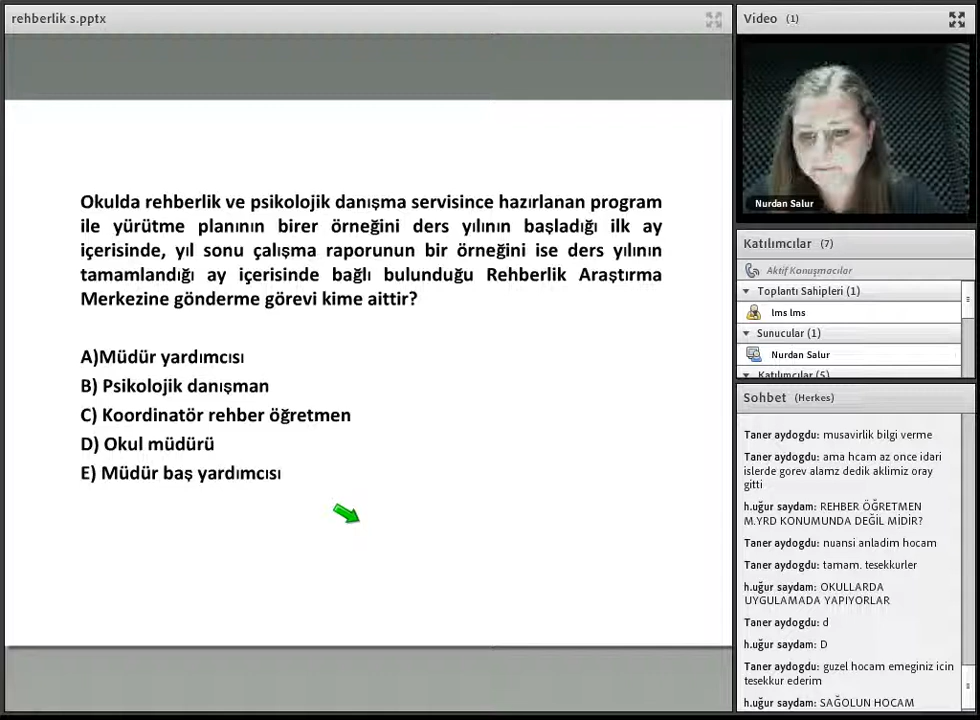 rehberlik s.pptx
Okulda rehberlik ve psikolojik danışma servisince hazırlanan program
ile yürütme planının birer örneğini ders yılının başladığı ilk ay
içerisinde, yıl sonu çalışma raporunun bir örneğini ise ders yılının
tamamlandığı ay içerisinde bağlı bulunduğu Rehberlik Araştırma
Merkezine gönderme görevi kime aittir?
A)Müdür yardımcısı
B) Psikolojik danışman
C) Koordinatör rehber öğretmen
D) Okul müdürü
E) Müdür baş yardımcısı
Video (1)
Nurdan Salur
Katılımcılar (7)
Aktif Konuşmacılar
Toplantı Sahipleri (1)
lms lms
Sunucular (1)
Nurdan Salur
Katılımcılar (5)
Sohbet (Herkes)
Taner aydogdu: musavirlik bilgi verme
Taner aydogdu: ama hcam az once idari
islerde gorev alamz dedik aklimiz oray
gitti
h.uğur saydam: REHBER ÖĞRETMEN
M.YRD KONUMUNDA DEĞİL MİDİR?
Taner aydogdu: nuansi anladim hocam
Taner aydogdu: tamam. tesekkurler
h.uğur saydam: OKULLARDA
UYGULAMADA YAPIYORLAR
Taner aydogdu: d
h.uğur saydam: D
Taner aydogdu: guzel hocam emeginiz icin
tesekkur ederim
h.uğur saydam: SAĞOLUN HOCAM